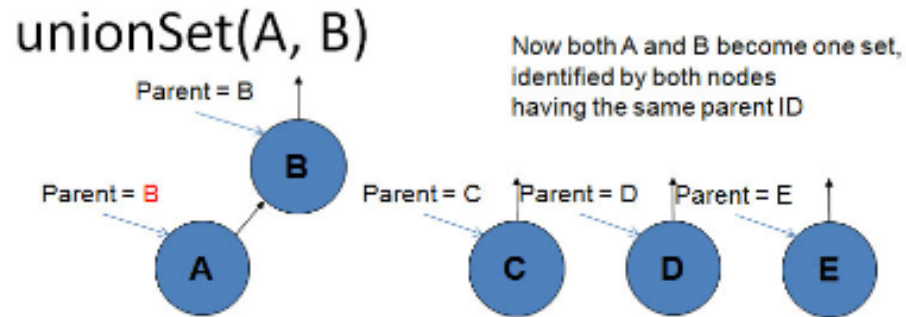 unionSet(A, B)
Now both A and B become one set,
identified by both nodes
having the same parent ID
Parent = B
B
Parent = B
Parent = C
Parent = D
Parent = E
A
C
D
E